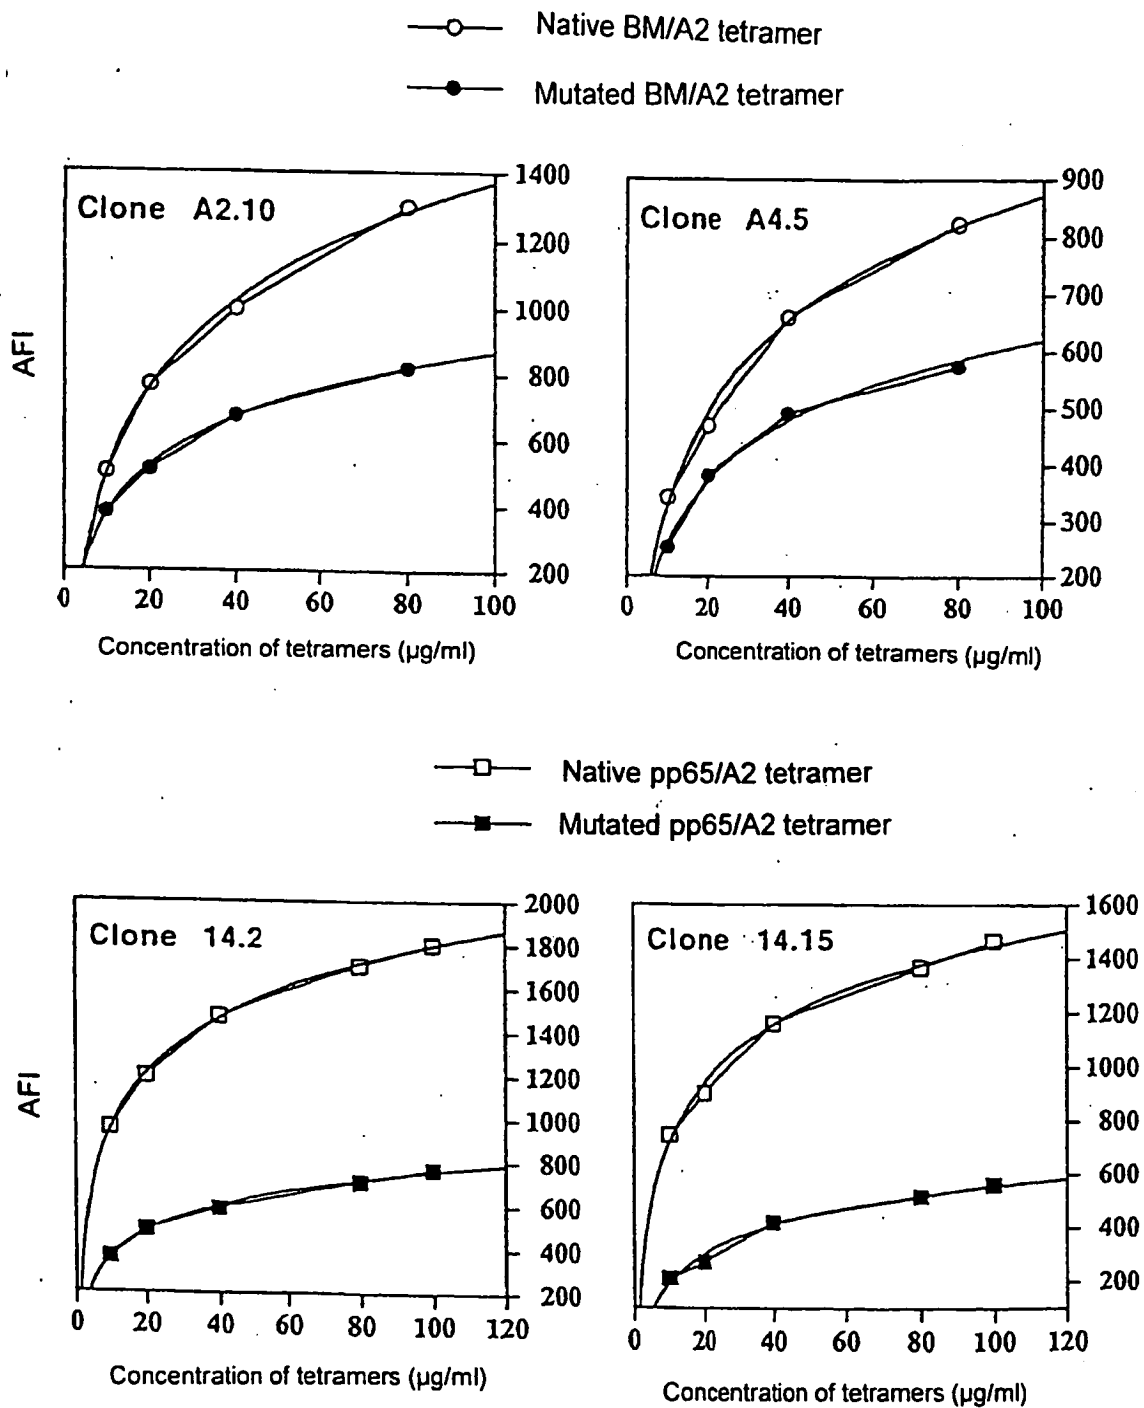 Native BM/A2 tetramer
Mutated BM/A2 tetramer
Clone A2.10
AFI
1400
1200
1000
800
600
400
200
0 20 40 60 80 100
Concentration of tetramers (µg/ml)
Clone A4.5
900
800
700
600
500
400
300
200
0 20 40 60 80 100
Concentration of tetramers (µg/ml)
Native pp65/A2 tetramer
Mutated pp65/A2 tetramer
Clone 14.2
AFI
2000
1800
1600
1400
1200
1000
800
600
400
200
0 20 40 60 80 100 120
Concentration of tetramers (µg/ml)
Clone 14.15
1600
1400
1200
1000
800
600
400
200
0 20 40 60 80 100 120
Concentration of tetramers (µg/ml)